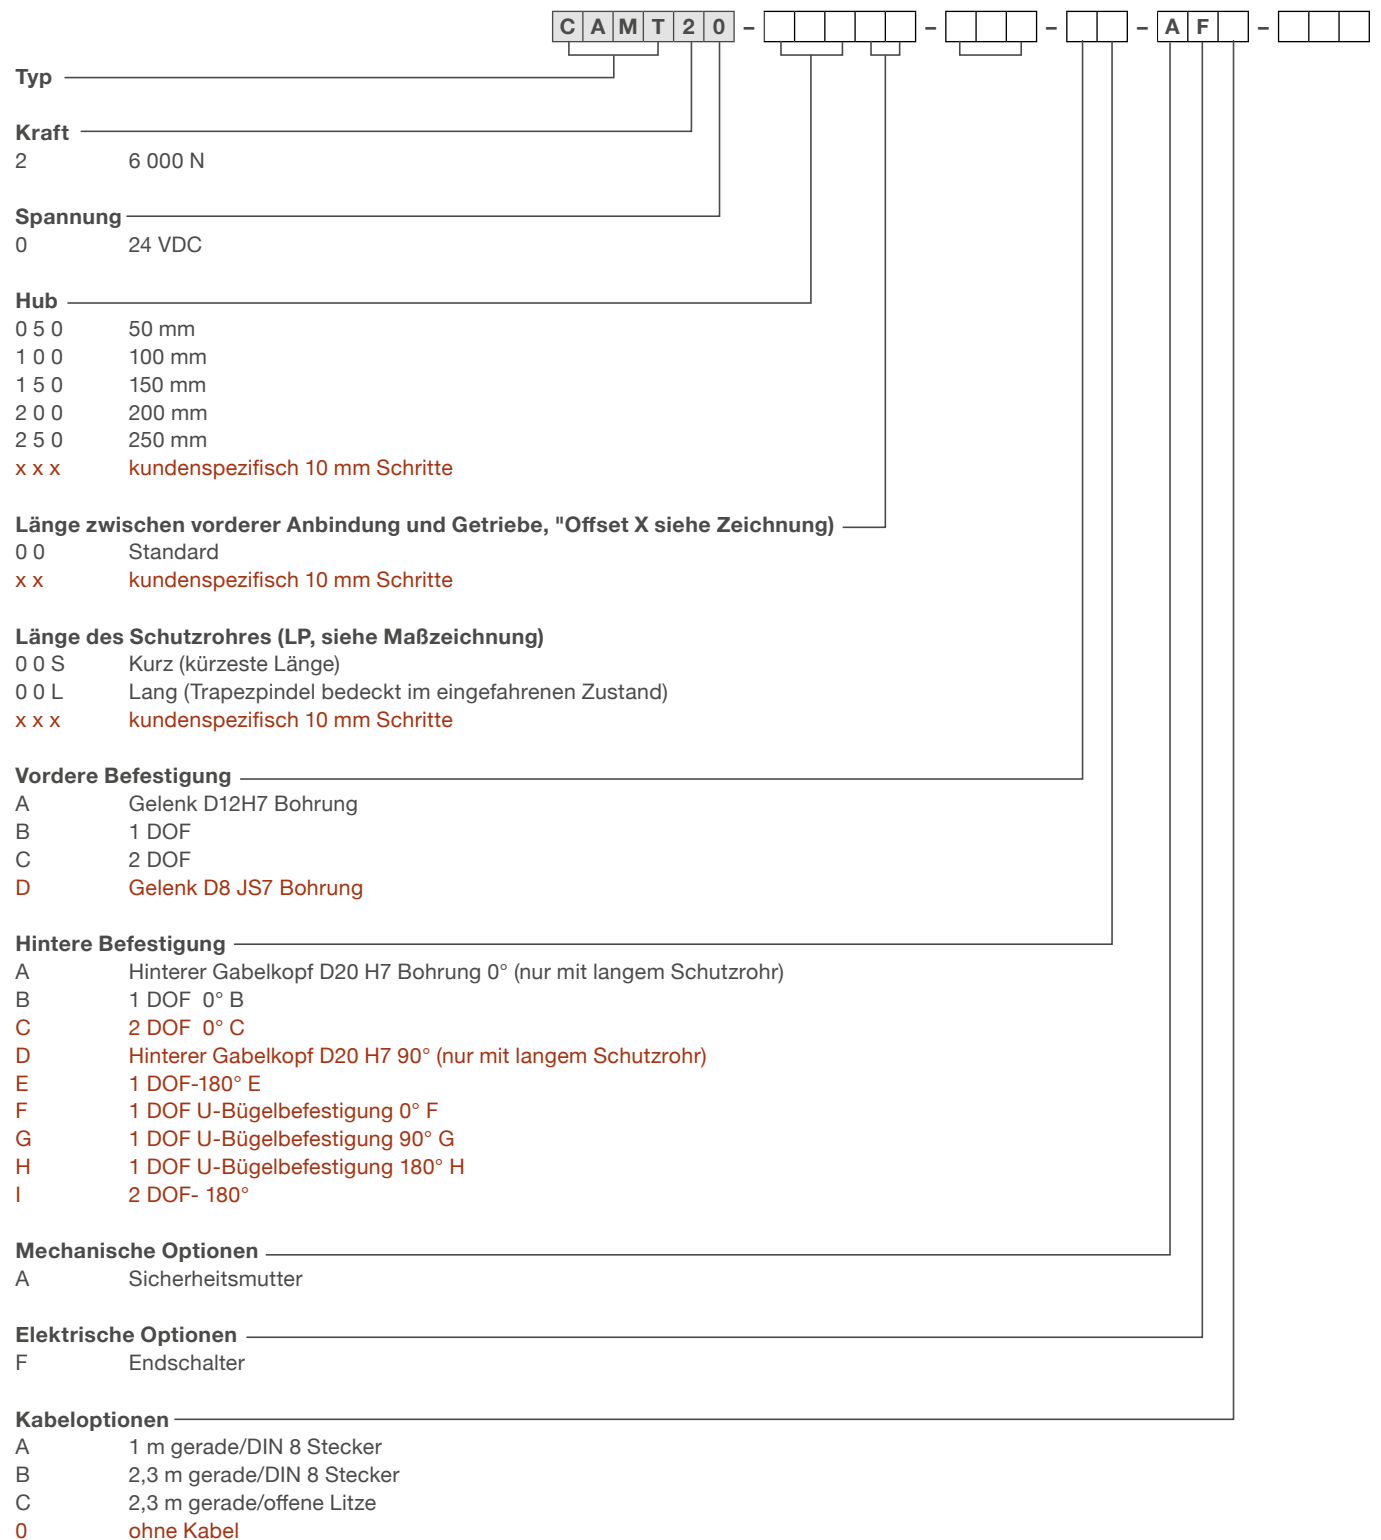 C A M T 2 0 – – – – A F –
Typ
Kraft
2 6 000 N
Spannung
0 24 VDC
Hub
0 5 0 50 mm
1 0 0 100 mm
1 5 0 150 mm
2 0 0 200 mm
2 5 0 250 mm
x x x kundenspezifisch 10 mm Schritte
Länge zwischen vorderer Anbindung und Getriebe, "Offset X siehe Zeichnung)
0 0 Standard
x x kundenspezifisch 10 mm Schritte
Länge des Schutzrohres (LP, siehe Maßzeichnung)
0 0 S Kurz (kürzeste Länge)
0 0 L Lang (Trapezpindel bedeckt im eingefahrenen Zustand)
x x x kundenspezifisch 10 mm Schritte
Vordere Befestigung
A Gelenk D12H7 Bohrung
B 1 DOF
C 2 DOF
D Gelenk D8 JS7 Bohrung
Hintere Befestigung
A Hinterer Gabelkopf D20 H7 Bohrung 0° (nur mit langem Schutzrohr)
B 1 DOF 0° B
C 2 DOF 0° C
D Hinterer Gabelkopf D20 H7 90° (nur mit langem Schutzrohr)
E 1 DOF-180° E
F 1 DOF U-Bügelbefestigung 0° F
G 1 DOF U-Bügelbefestigung 90° G
H 1 DOF U-Bügelbefestigung 180° H
I 2 DOF- 180°
Mechanische Optionen
A Sicherheitsmutter
Elektrische Optionen
F Endschalter
Kabeloptionen
A 1 m gerade/DIN 8 Stecker
B 2,3 m gerade/DIN 8 Stecker
C 2,3 m gerade/offene Litze
0 ohne Kabel